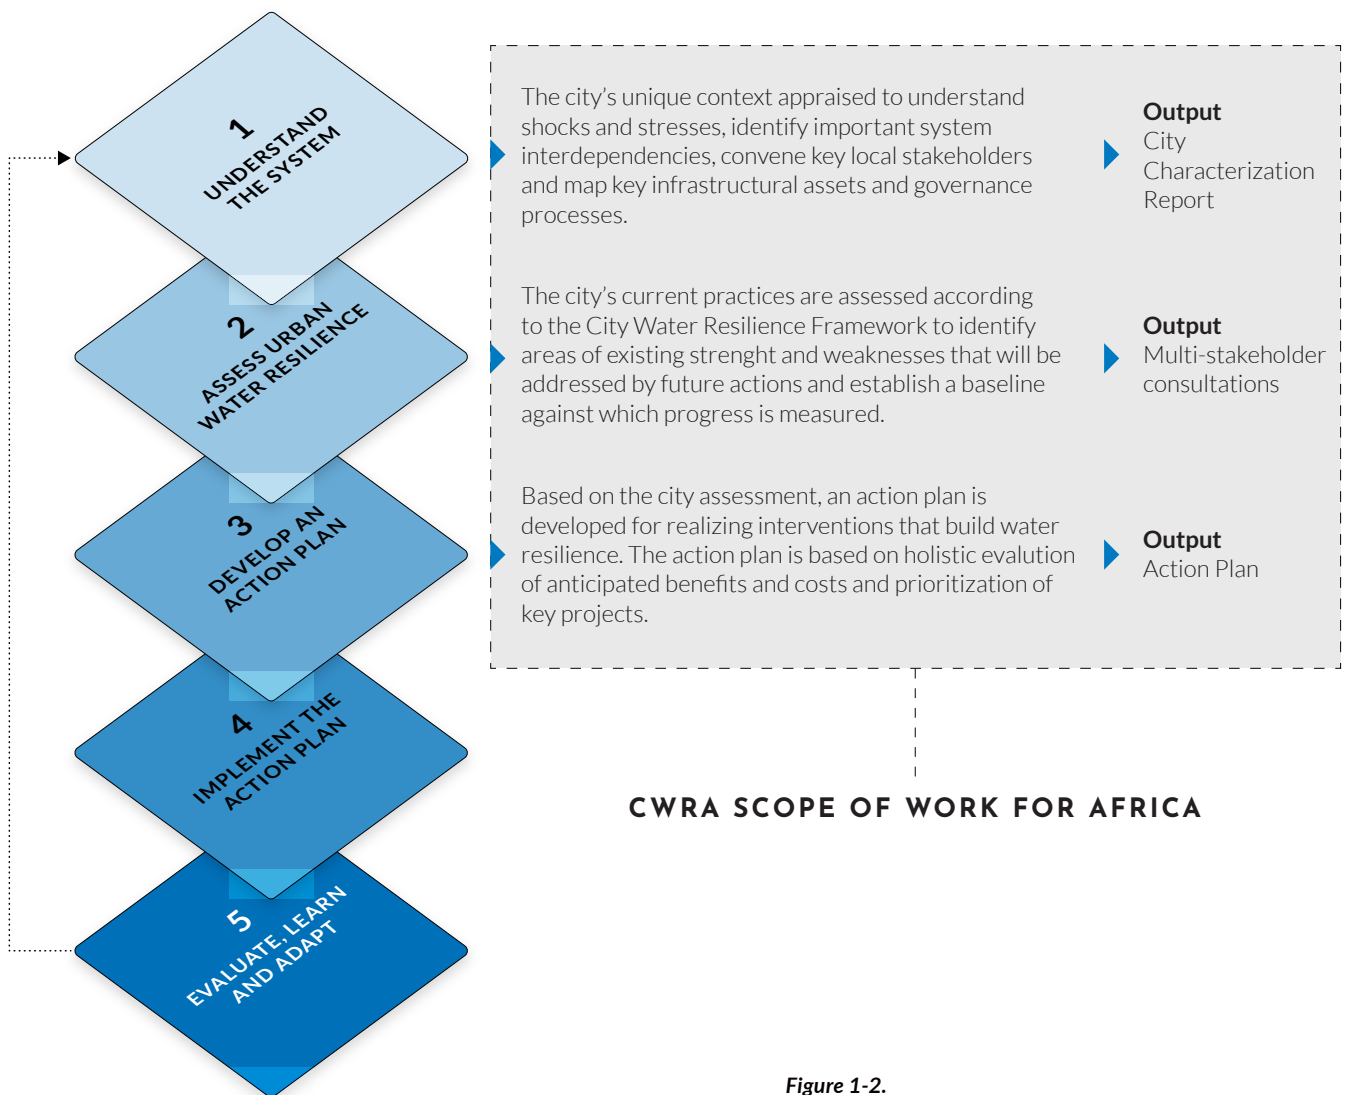 1
UNDERSTAND
THE SYSTEM
The city’s unique context appraised to understand
shocks and stresses, identify important system
interdependencies, convene key local stakeholders
and map key infrastructural assets and governance
processes.
Output
City
Characterization
Report
2
ASSESS URBAN
WATER RESILIENCE
The city’s current practices are assessed according
to the City Water Resilience Framework to identify
areas of existing strenght and weaknesses that will be
addressed by future actions and establish a baseline
against which progress is measured.
Output
Multi-stakeholder
consultations
3
DEVELOP AN
ACTION PLAN
Based on the city assessment, an action plan is
developed for realizing interventions that build water
resilience. The action plan is based on holistic evalution
of anticipated benefits and costs and prioritization of
key projects.
Output
Action Plan
4
IMPLEMENT THE
ACTION PLAN
CWRA SCOPE OF WORK FOR AFRICA
5
EVALUATE, LEARN
AND ADAPT
Figure 1-2.